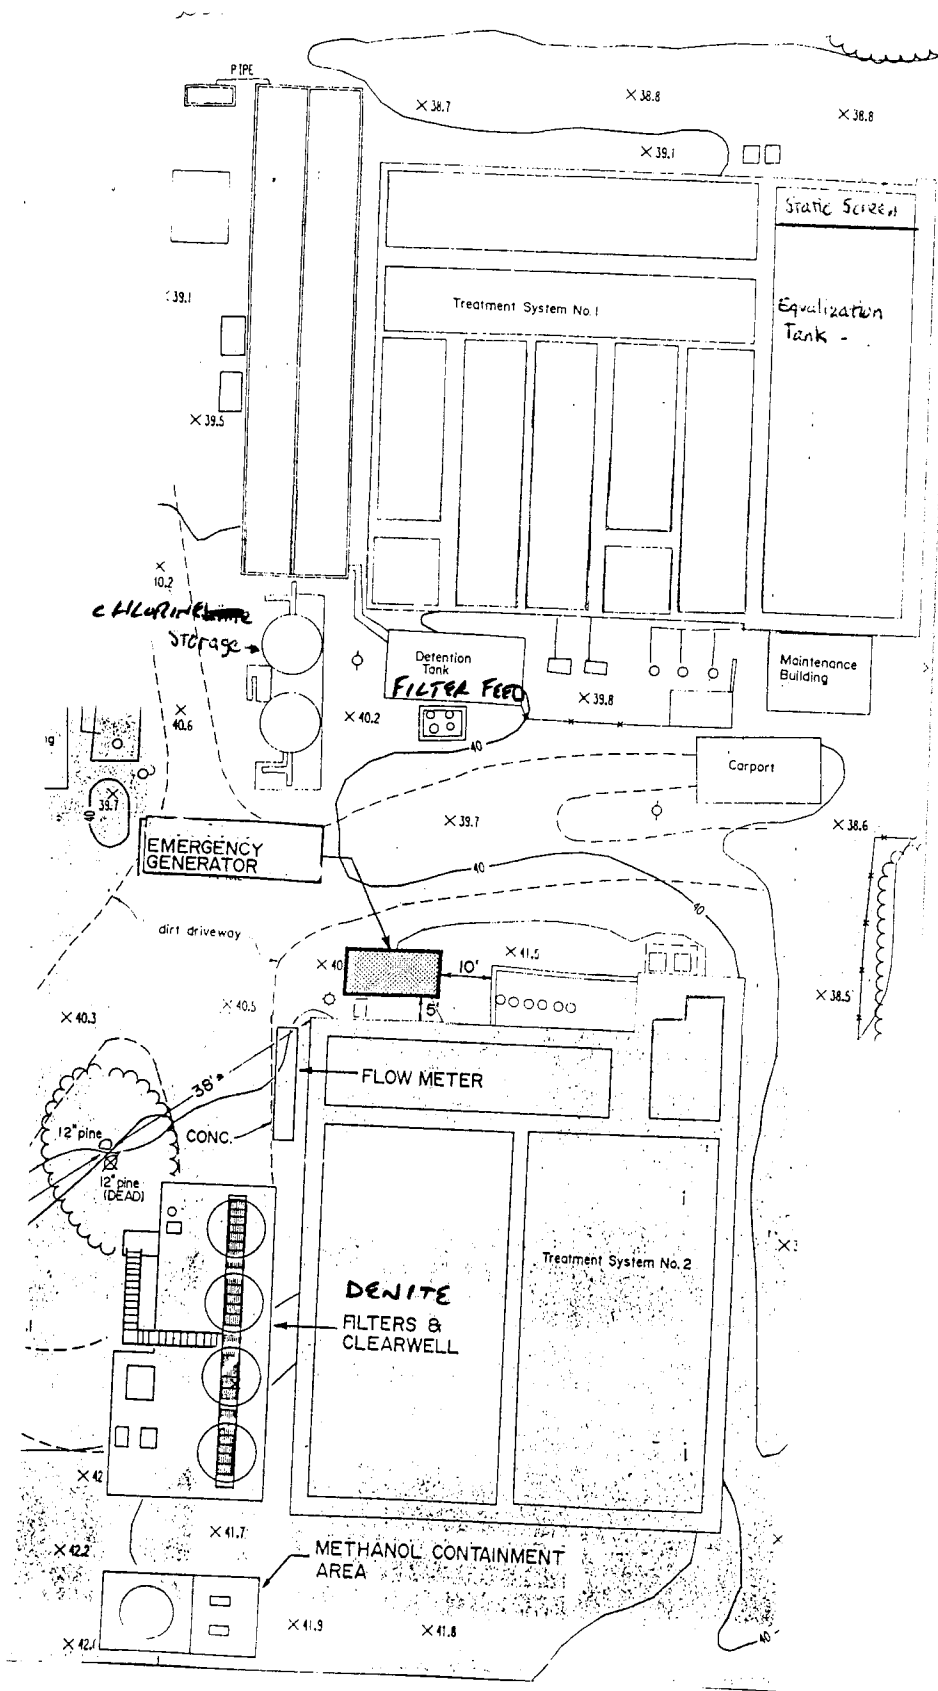 PIPE
38.7
38.8
38.8
39.1
Static Screen
39.1
Treatment System No. 1
Equalization
Tank -
39.5
10.2
CHLORINE
Storage
Detention
Tank
FILTER FEED
Maintenance
Building
39.8
40.6
40.2
40
Carport
39.7
40
39.7
38.6
EMERGENCY
GENERATOR
40
40
dirt driveway
41.5
40
10'
40.5
5'
38.5
40.3
38'±
FLOW METER
12" pine
CONC.
12" pine
(DEAD)
Treatment System No. 2
DENITE
FILTERS &
CLEARWELL
42
41.7
42.2
METHANOL CONTAINMENT
AREA
41.9
41.8
40